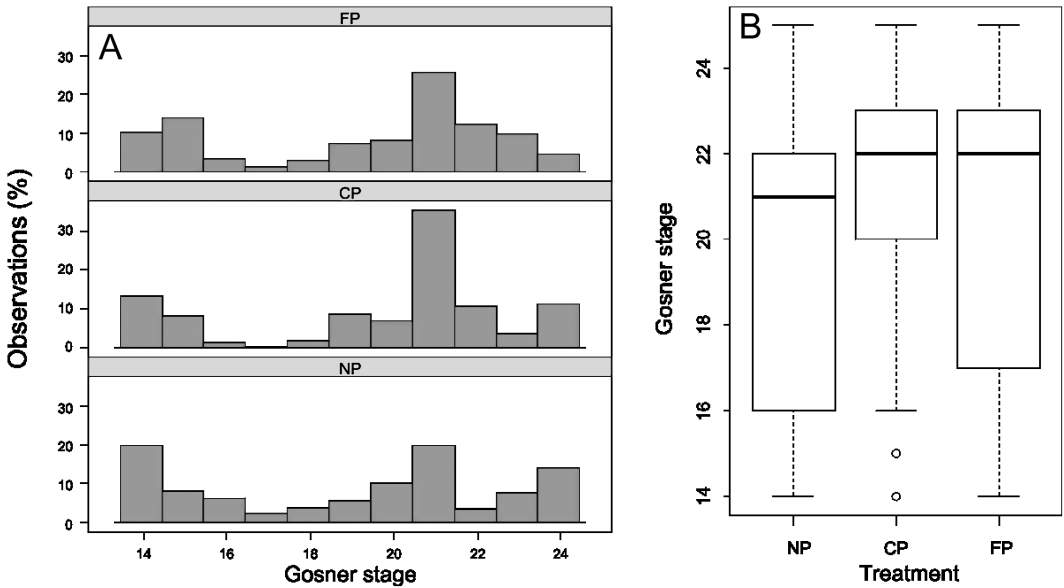 A
FP
30
20
10
0
CP
30
20
10
0
NP
30
20
10
0
14 16 18 20 22 24
Gosner stage
Observations (%)
B
24
22
20
18
16
14
Gosner stage
NP CP FP
Treatment